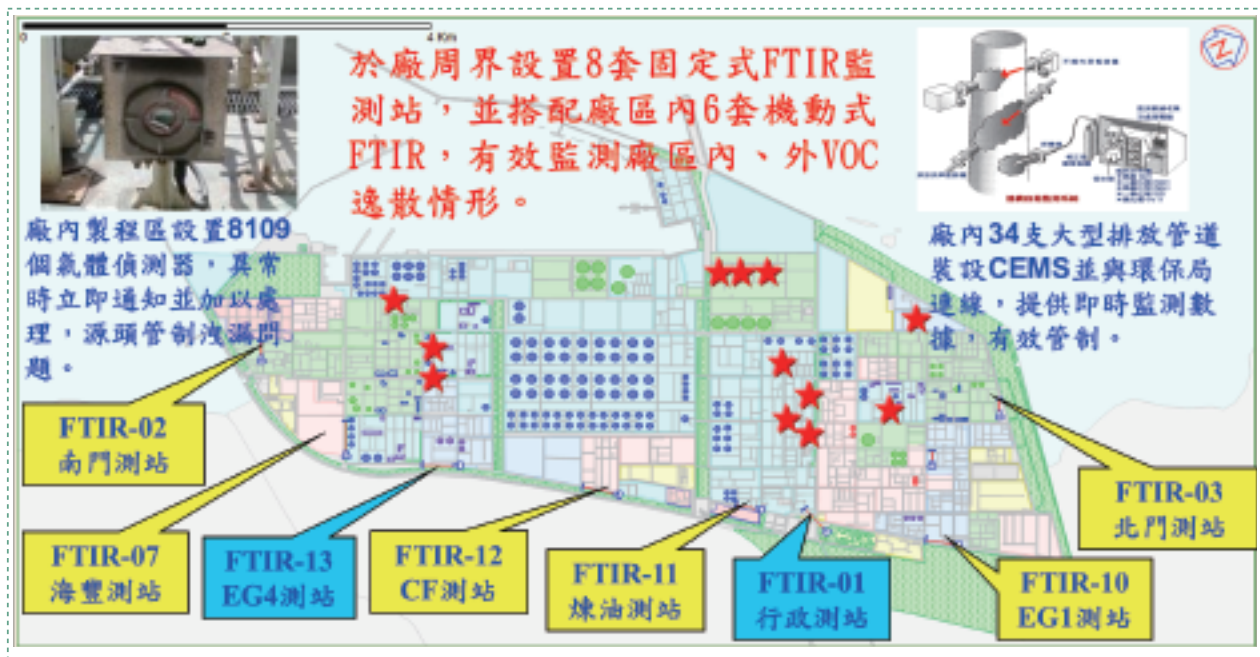 0
4 Km
於廠周界設置8套固定式FTIR監
測站，並搭配廠區內6套機動式
FTIR，有效監測廠區內、外VOC
逸散情形。
廠內製程區設置8109
個氣體偵測器，異常
時立即通知並加以處
理，源頭管制洩漏問
題。
廠內34支大型排放管道
裝設CEMS並與環保局
連線，提供即時監測數
據，有效管制。
FTIR-02
南門測站
FTIR-07
海豐測站
FTIR-13
EG4測站
FTIR-12
CF測站
FTIR-11
煉油測站
FTIR-01
行政測站
FTIR-10
EG1測站
FTIR-03
北門測站